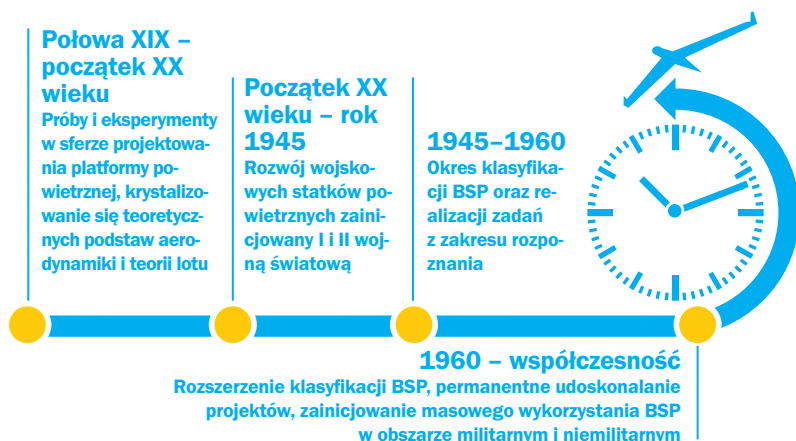 Połowa XIX –
początek XX
wieku
Próby i eksperymenty
w sferze projektowa-
nia platformy po-
wietrznej, krystalizo-
wanie się teoretycz-
nych podstaw aero-
dynamiki i teorii lotu
Początek XX
wieku – rok
1945
Rozwój wojsko-
wych statków po-
wietrznych zaini-
cjowany I i II woj-
ną światową
1945–1960
Okres klasyfika-
cji BSP oraz re-
alizacji zadań
z zakresu rozpo-
znania
1960 – współczesność
Rozszerzenie klasyfikacji BSP, permanentne udoskonalanie
projektów, zainicjowanie masowego wykorzystania BSP
w obszarze militarnym i niemilitarnym